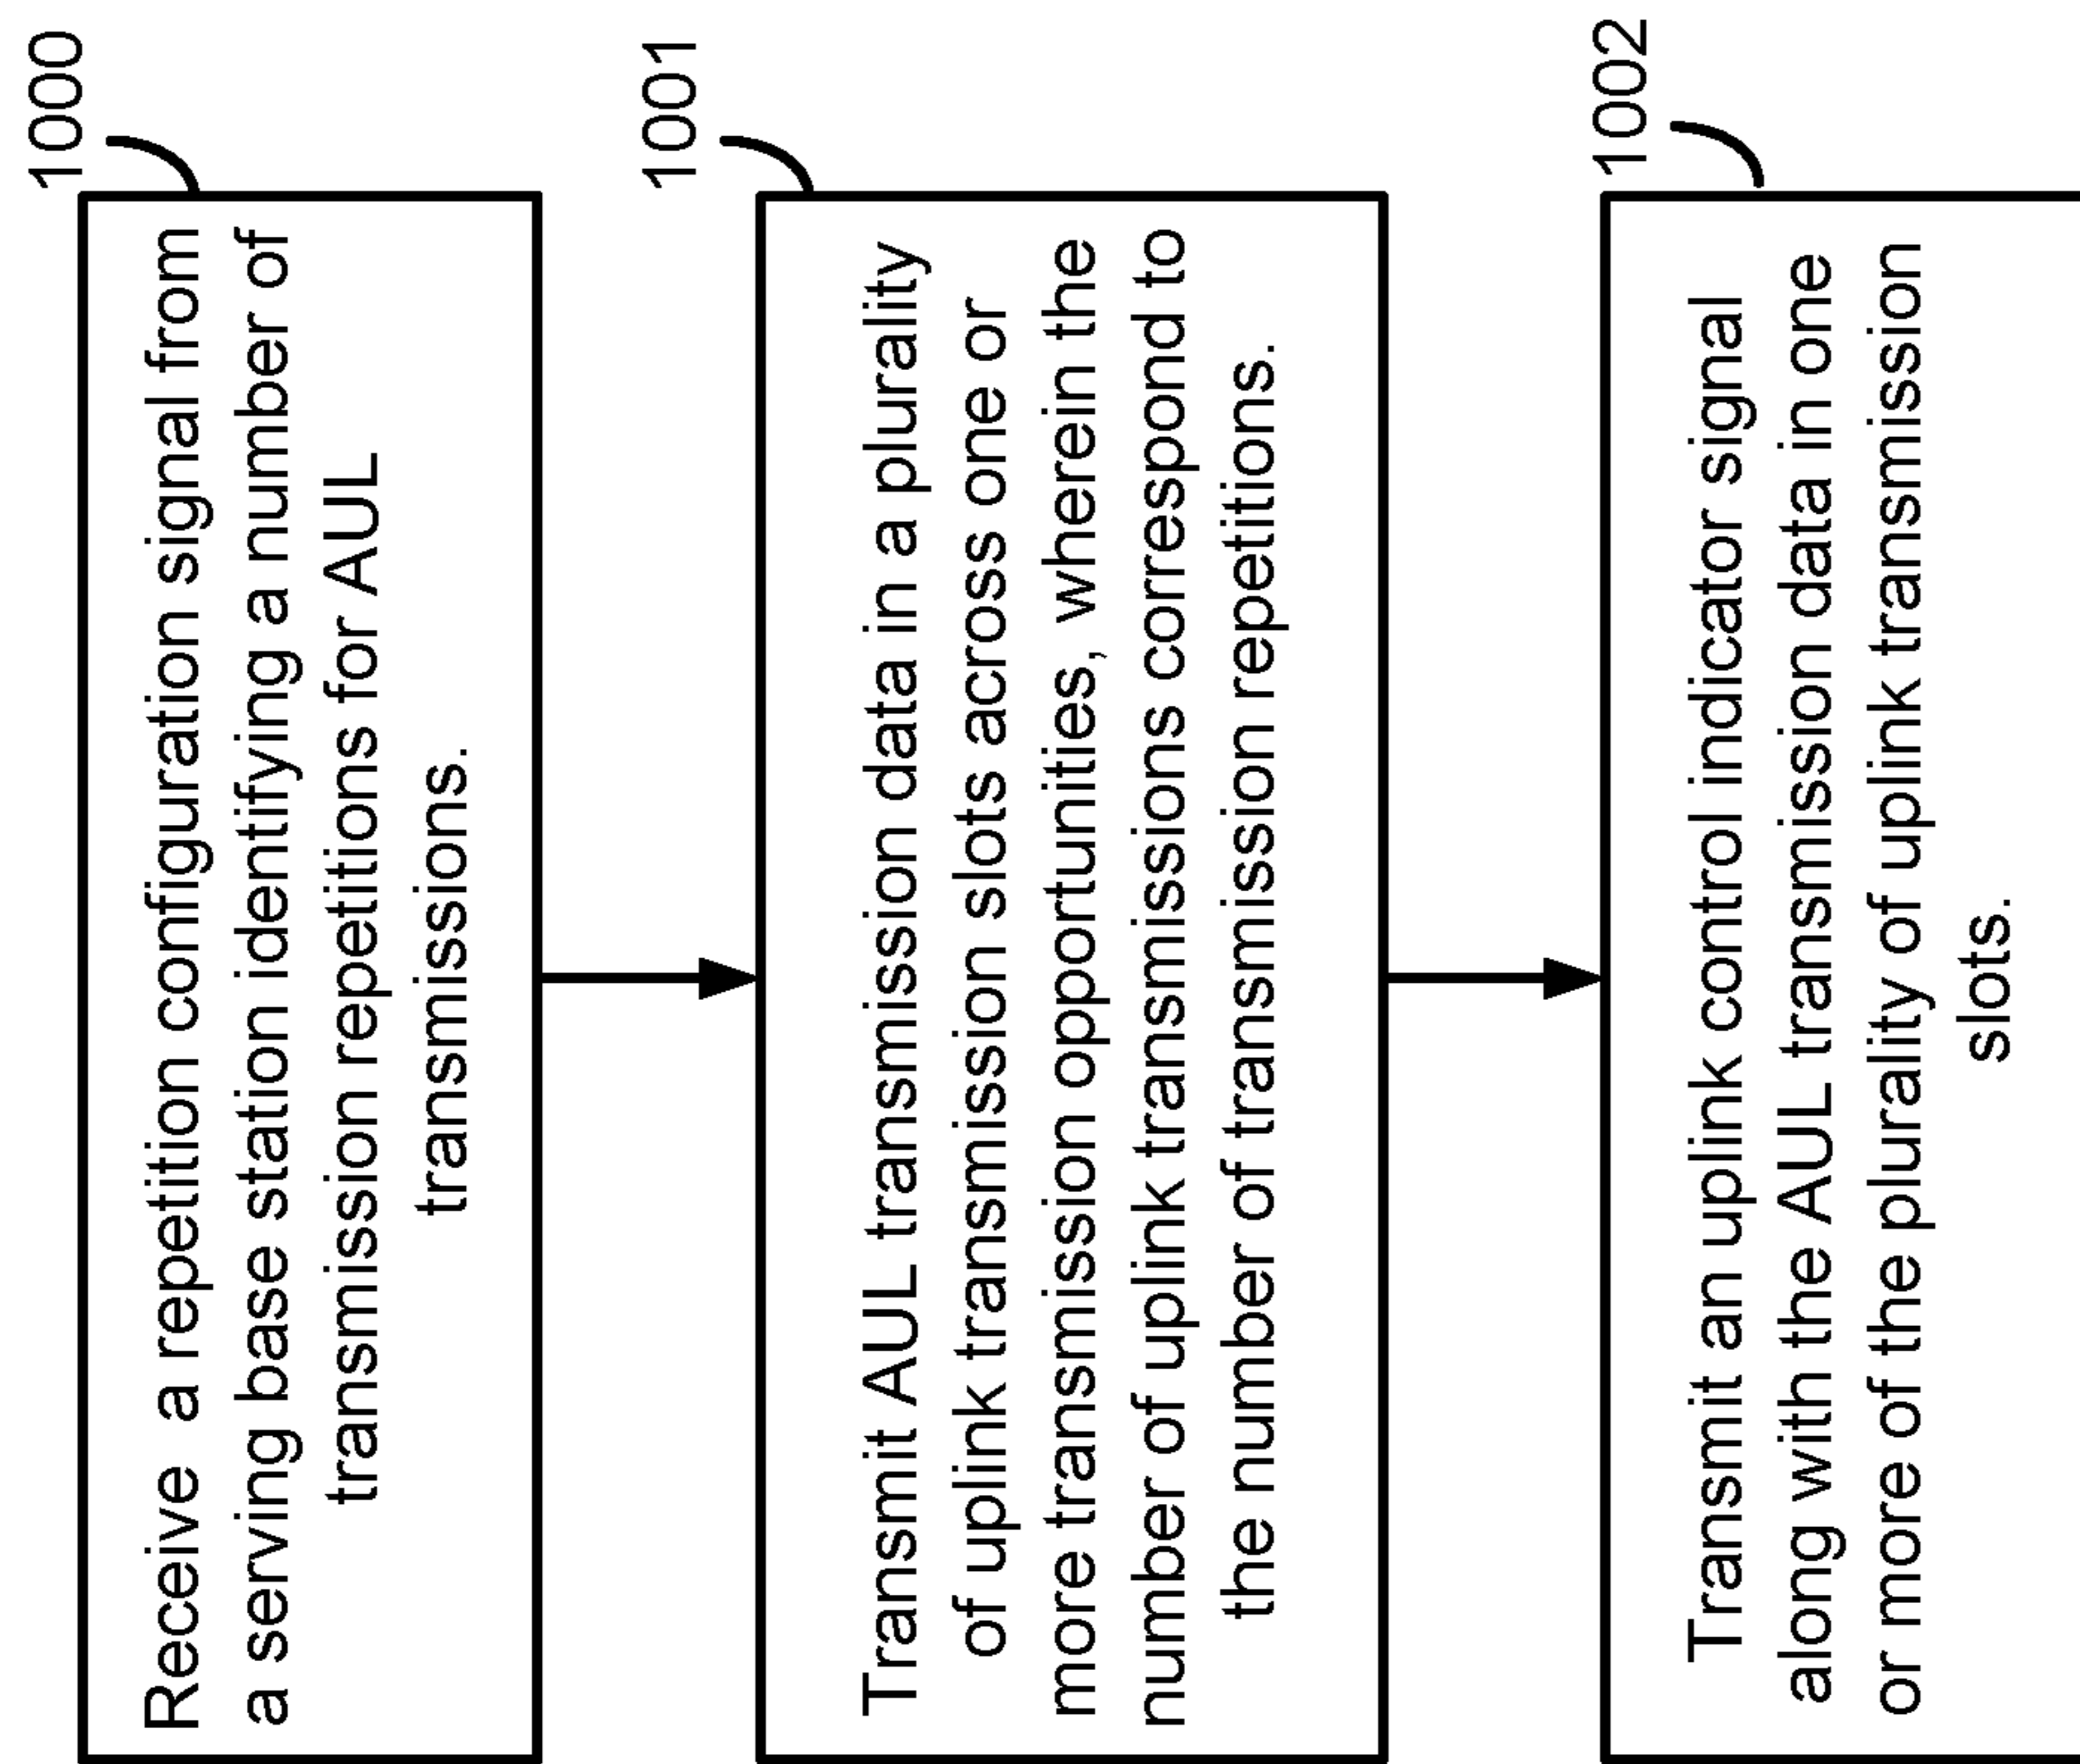 1000
Receive a repetition configuration signal from
a serving base station identifying a number of
transmission repetitions for AUL
transmissions.
1001
Transmit AUL transmission data in a plurality
of uplink transmission slots across one or
more transmission opportunities, wherein the
number of uplink transmissions correspond to
the number of transmission repetitions.
1002
Transmit an uplink control indicator signal
along with the AUL transmission data in one
or more of the plurality of uplink transmission
slots.